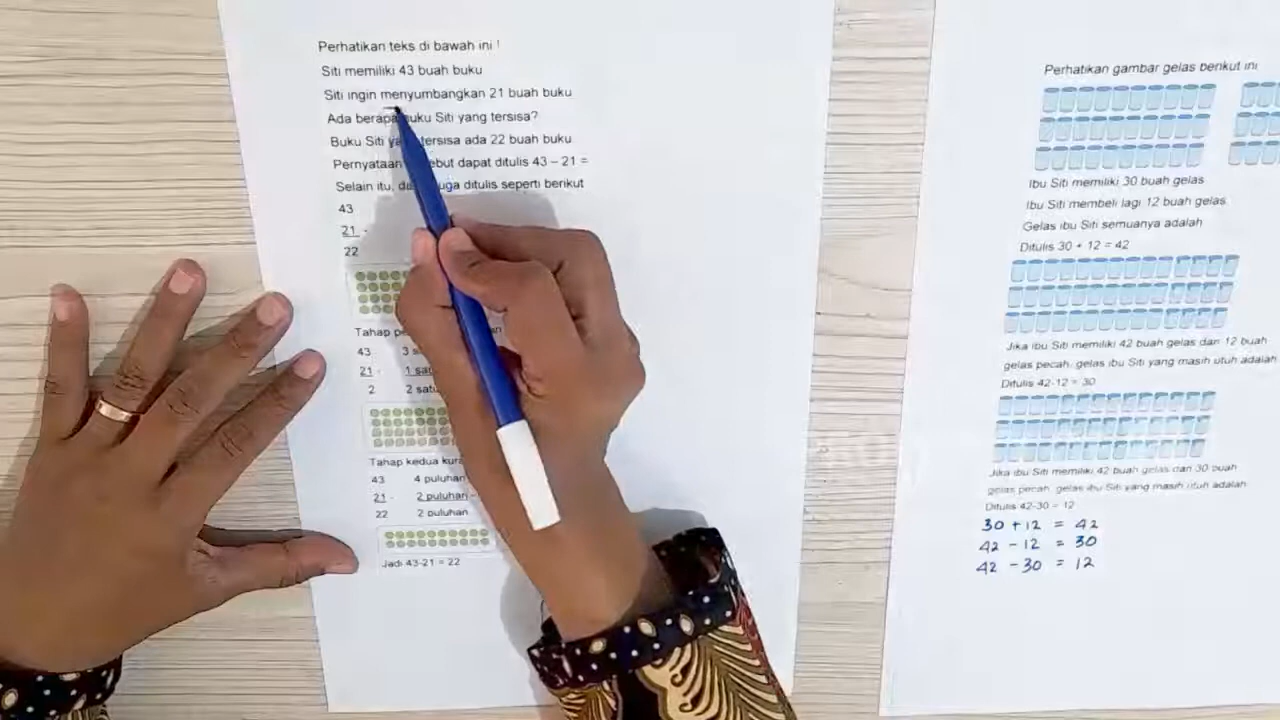 Perhatikan teks di bawah ini !
Siti memiliki 43 buah buku
Siti ingin menyumbangkan 21 buah buku
Ada berapa buku Siti yang tersisa?
Buku Siti tersisa ada 22 buah buku
Pernyataan dapat ditulis 43 – 21 =
Selain itu, juga ditulis seperti berikut
43
21 -
22
Tahap
43 3
21 - 1
2 2
Tahap kedua
43 4 puluhan
21 - 2 puluhan -
22 2 puluhan
Jadi 43-21 = 22
Perhatikan gambar gelas berikut ini
Ibu Siti memiliki 30 buah gelas
Ibu Siti membeli lagi 12 buah gelas
Gelas ibu Siti semuanya adalah
Ditulis 30 + 12 = 42
Jika ibu Siti memiliki 42 buah gelas dan 12 buah
gelas pecah, gelas ibu Siti yang masih utuh adalah
Ditulis 42-12 = 30
Jika ibu Siti memiliki 42 buah gelas dan 30 buah
gelas pecah, gelas ibu Siti yang masih utuh adalah
Ditulis 42-30 = 12
30 + 12 = 42
42 - 12 = 30
42 - 30 = 12